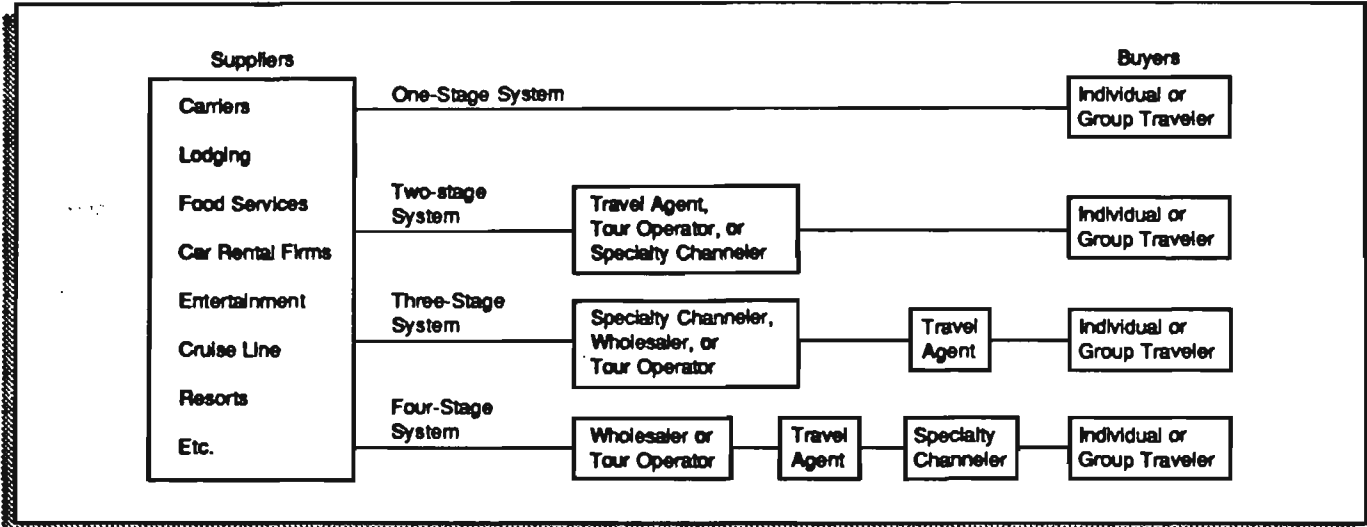 Suppliers
Carriers
Lodging
Food Services
Car Rental Firms
Entertainment
Cruise Line
Resorts
Etc.
One-Stage System
Two-stage
System
Three-Stage
System
Four-Stage
System
Travel Agent,
Tour Operator, or
Specialty Channeler
Specialty Channeler,
Wholesaler, or
Tour Operator
Travel
Agent
Wholesaler or
Tour Operator
Travel
Agent
Specialty
Channeler
Buyers
Individual or
Group Traveler
Individual or
Group Traveler
Individual or
Group Traveler
Individual or
Group Traveler